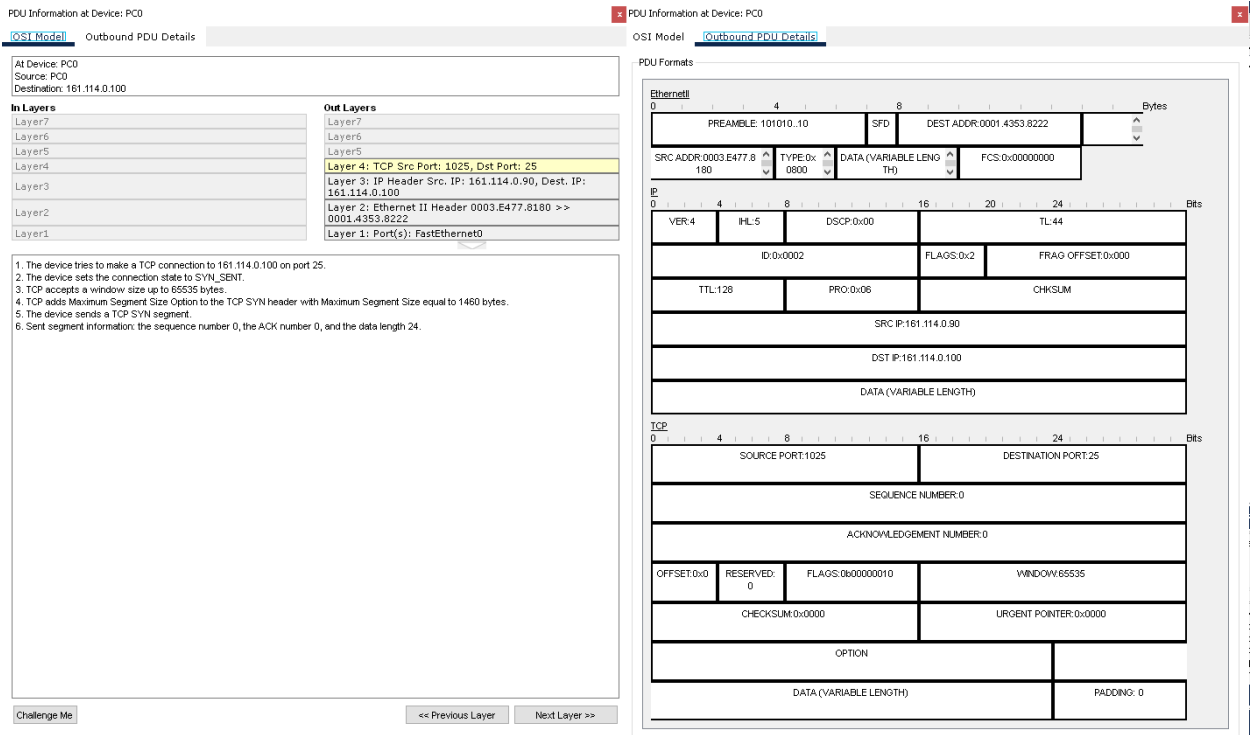 PDU Information at Device: PC0
OSI Model Outbound PDU Details
At Device: PC0
Source: PC0
Destination: 161.114.0.100
In Layers
Layer7
Layer6
Layer5
Layer4
Layer3
Layer2
Layer1
Out Layers
Layer7
Layer6
Layer5
Layer 4: TCP Src Port: 1025, Dst Port: 25
Layer 3: IP Header Src. IP: 161.114.0.90, Dest. IP:
161.114.0.100
Layer 2: Ethernet II Header 0003.E477.8180 >>
0001.4353.8222
Layer 1: Port(s): FastEthernet0
1. The device tries to make a TCP connection to 161.114.0.100 on port 25.
2. The device sets the connection state to SYN_SENT.
3. TCP accepts a window size up to 65535 bytes.
4. TCP adds Maximum Segment Size Option to the TCP SYN header with Maximum Segment Size equal to 1460 bytes.
5. The device sends a TCP SYN segment.
6. Sent segment information: the sequence number 0, the ACK number 0, and the data length 24.
Challenge Me << Previous Layer Next Layer >>
PDU Information at Device: PC0
OSI Model Outbound PDU Details
PDU Formats
EthernetII
0 4 8 Bytes
PREAMBLE: 101010..10 SFD DEST ADDR:0001.4353.8222
SRC ADDR:0003.E477.8
180
TYPE:0x
0800
DATA (VARIABLE LENG
TH)
FCS:0x00000000
IP
0 4 8 16 20 24 Bits
VER:4 IHL:5 DSCP:0x00 TL:44
ID:0x0002 FLAGS:0x2 FRAG OFFSET:0x000
TTL:128 PRO:0x06 CHKSUM
SRC IP:161.114.0.90
DST IP:161.114.0.100
DATA (VARIABLE LENGTH)
TCP
0 4 8 16 24 Bits
SOURCE PORT:1025 DESTINATION PORT:25
SEQUENCE NUMBER:0
ACKNOWLEDGEMENT NUMBER:0
OFFSET:0x0 RESERVED:
0
FLAGS:0b00000010 WINDOW:65535
CHECKSUM:0x0000 URGENT POINTER:0x0000
OPTION
DATA (VARIABLE LENGTH) PADDING: 0